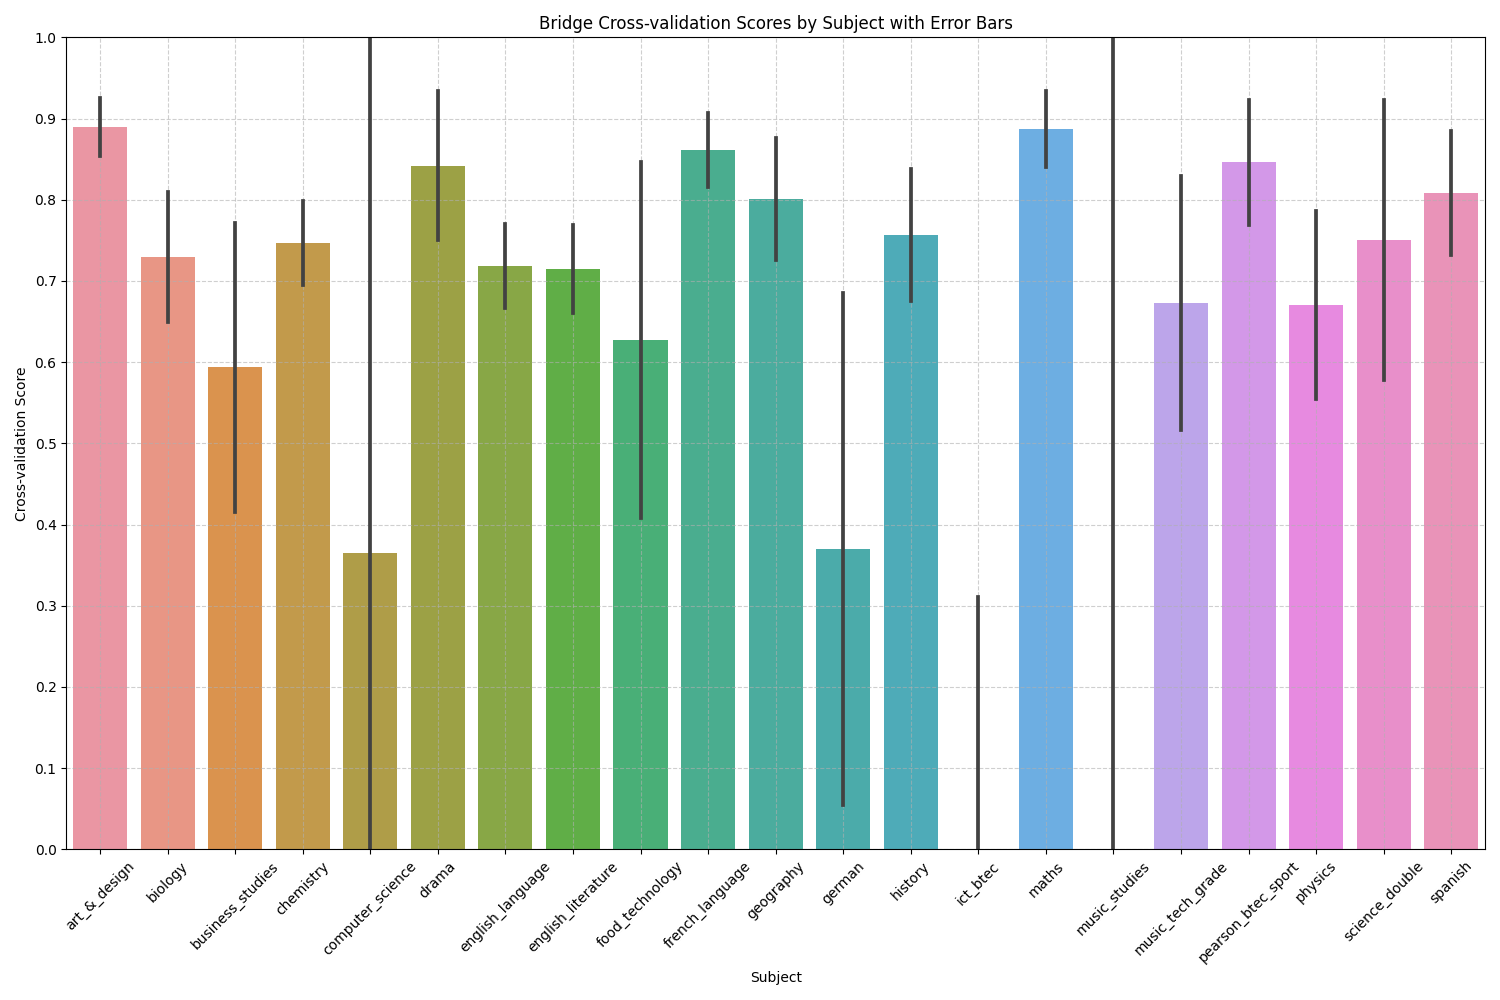 Bridge Cross-validation Scores by Subject with Error Bars
Cross-validation Score
1.0
0.9
0.8
0.7
0.6
0.5
0.4
0.3
0.2
0.1
0.0
art_&_design
biology
business_studies
chemistry
computer_science
drama
english_language
english_literature
food_technology
french_language
geography
german
history
ict_btec
maths
music_studies
music_tech_grade
pearson_btec_sport
physics
science_double
spanish
Subject